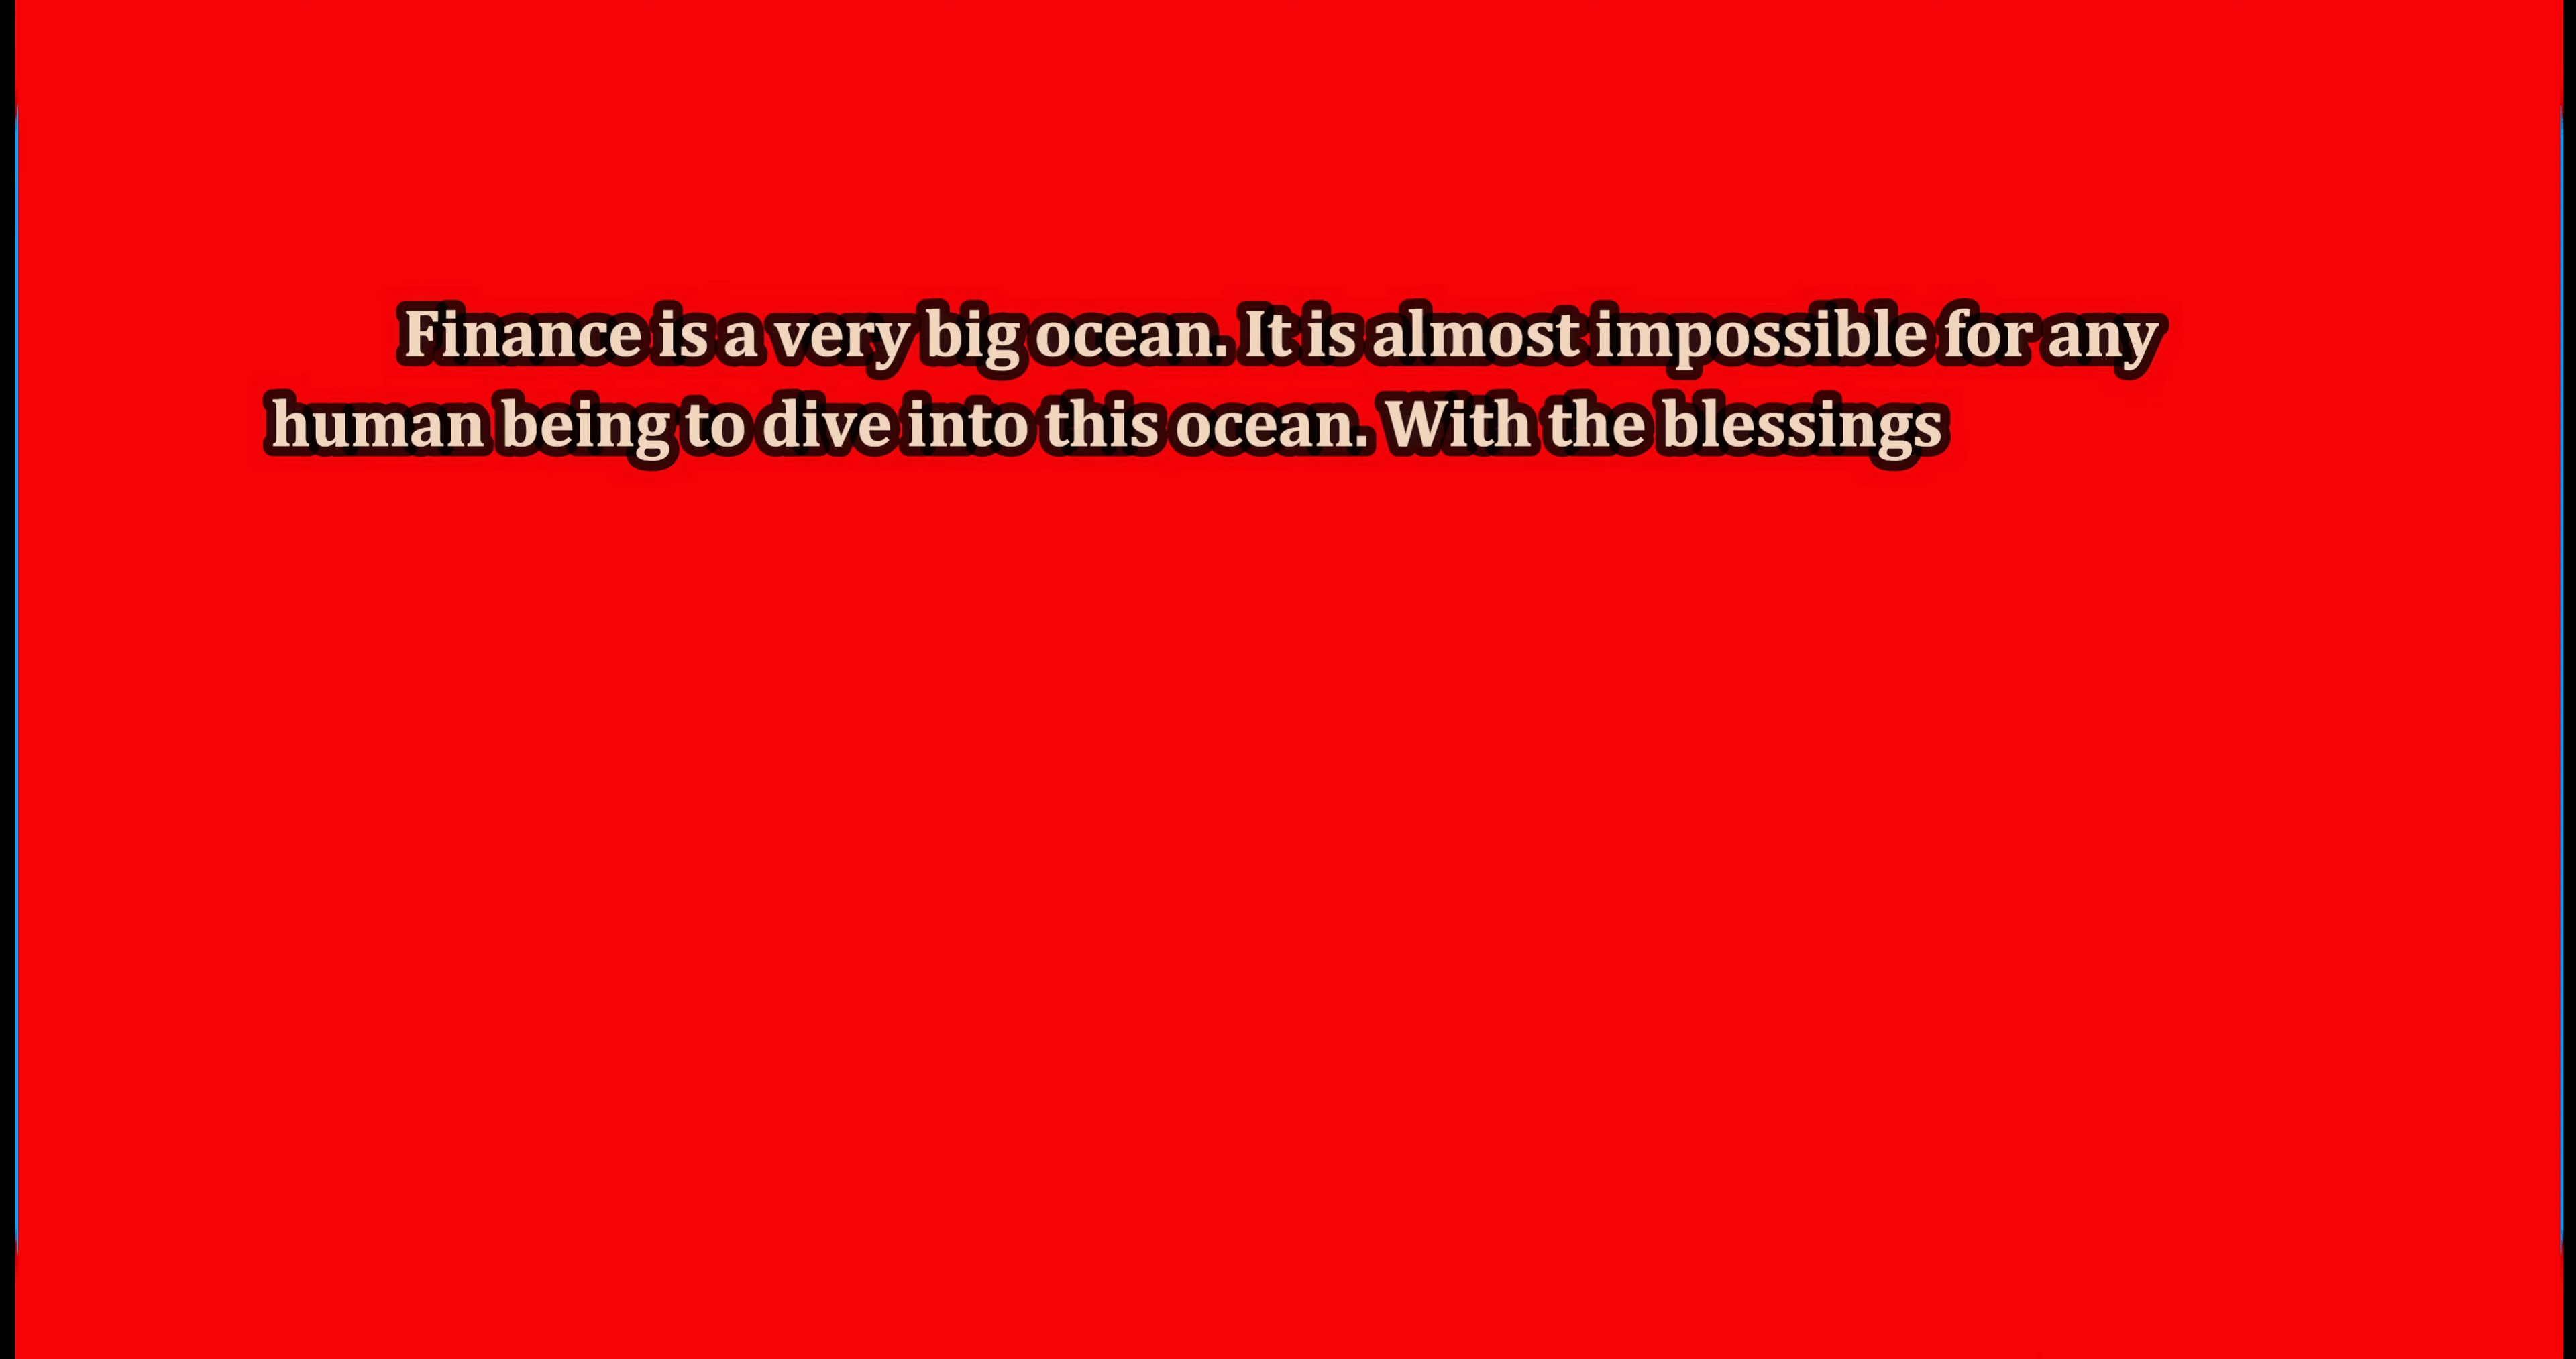 Finance is a very big ocean. It is almost impossible for any
human being to dive into this ocean. With the blessings